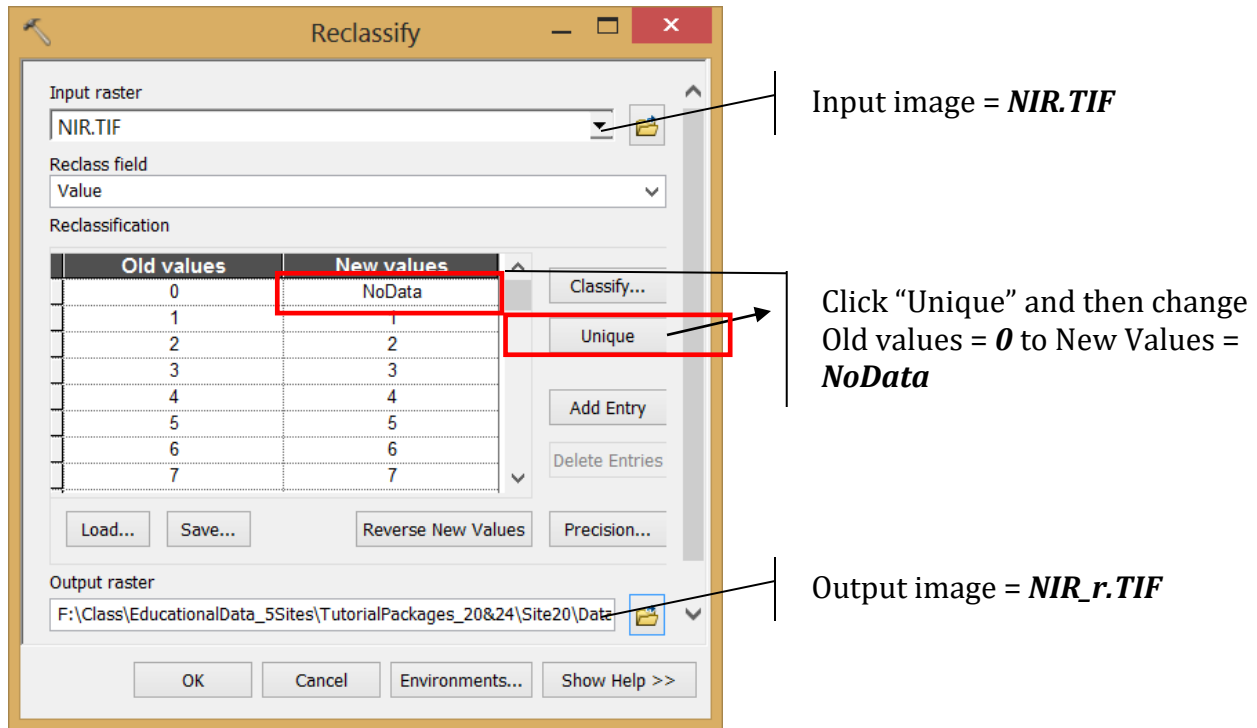 Reclassify
Input raster
NIR.TIF
Reclass field
Value
Reclassification
Old values New values
0 NoData
1 1
2 2
3 3
4 4
5 5
6 6
7 7
Classify...
Unique
Add Entry
Delete Entries
Load... Save... Reverse New Values Precision...
Output raster
F:\Class\EducationalData_5Sites\TutorialPackages_20&24\Site20\Data
OK Cancel Environments... Show Help >>
Input image = NIR.TIF
Click “Unique” and then change
Old values = 0 to New Values =
NoData
Output image = NIR_r.TIF